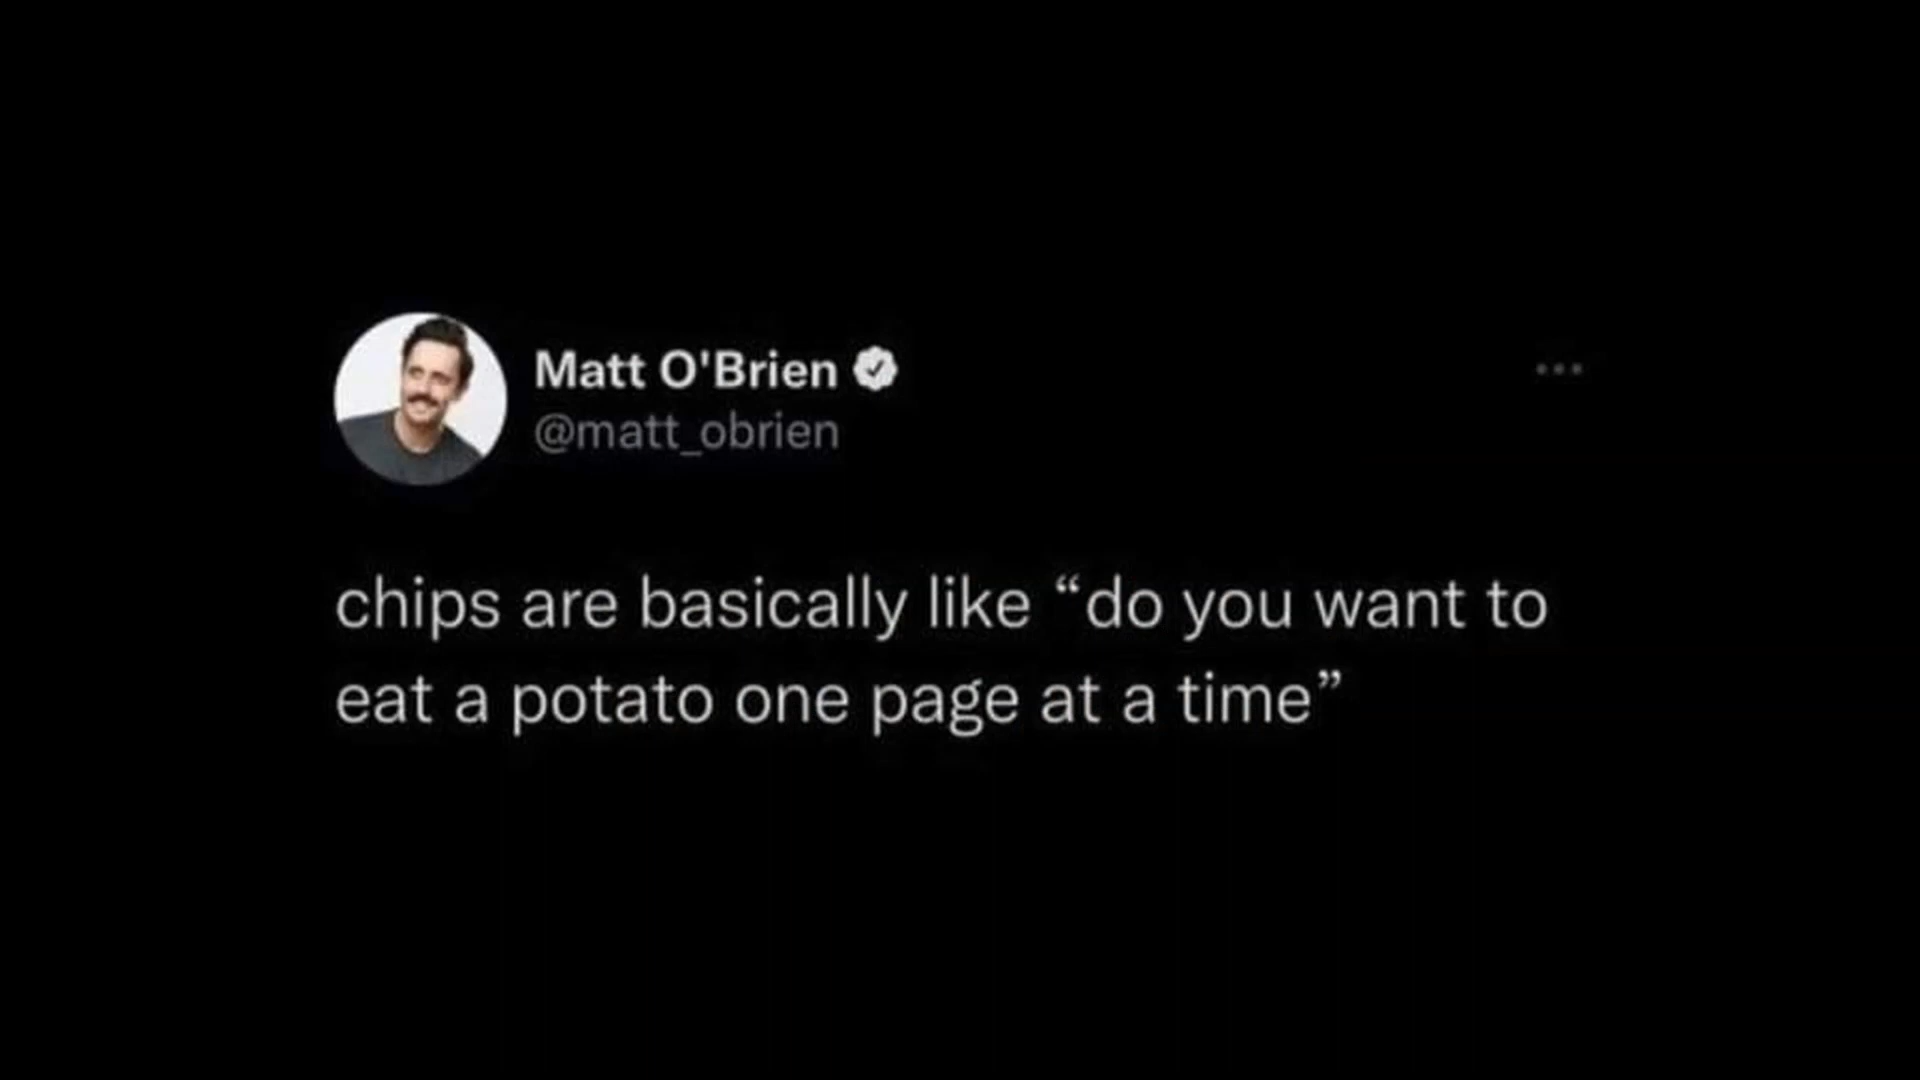 Matt O'Brien
@matt_obrien
chips are basically like “do you want to
eat a potato one page at a time”